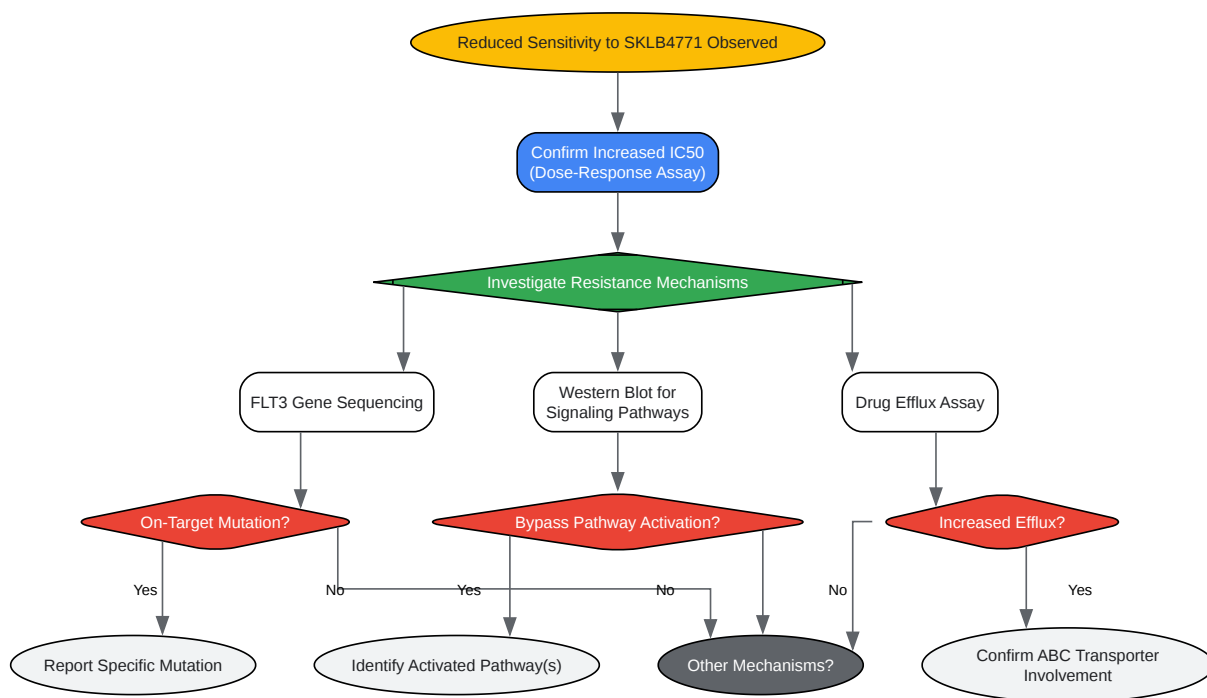 Reduced Sensitivity to SKLB4771 Observed
Confirm Increased IC50
(Dose-Response Assay)
Investigate Resistance Mechanisms
FLT3 Gene Sequencing
Western Blot for
Signaling Pathways
Drug Efflux Assay
On-Target Mutation?
Bypass Pathway Activation?
Increased Efflux?
Yes
No
Yes
No
No
Yes
Report Specific Mutation
Identify Activated Pathway(s)
Other Mechanisms?
Confirm ABC Transporter
Involvement